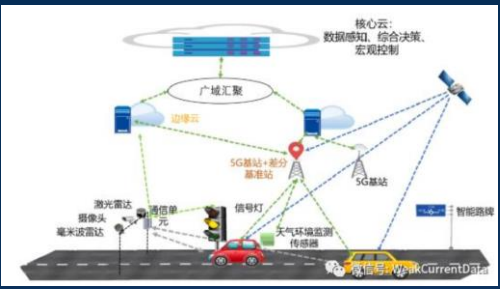 核心云：
数据感知、综合决策、
宏观控制
广域汇聚
边缘云
5G基站+差分
基准站
5G基站
激光雷达
摄像头
毫米波雷达
通信单
元
信号灯
天气环境监测
传感器
智能路牌
微信号: WeakCurrentData